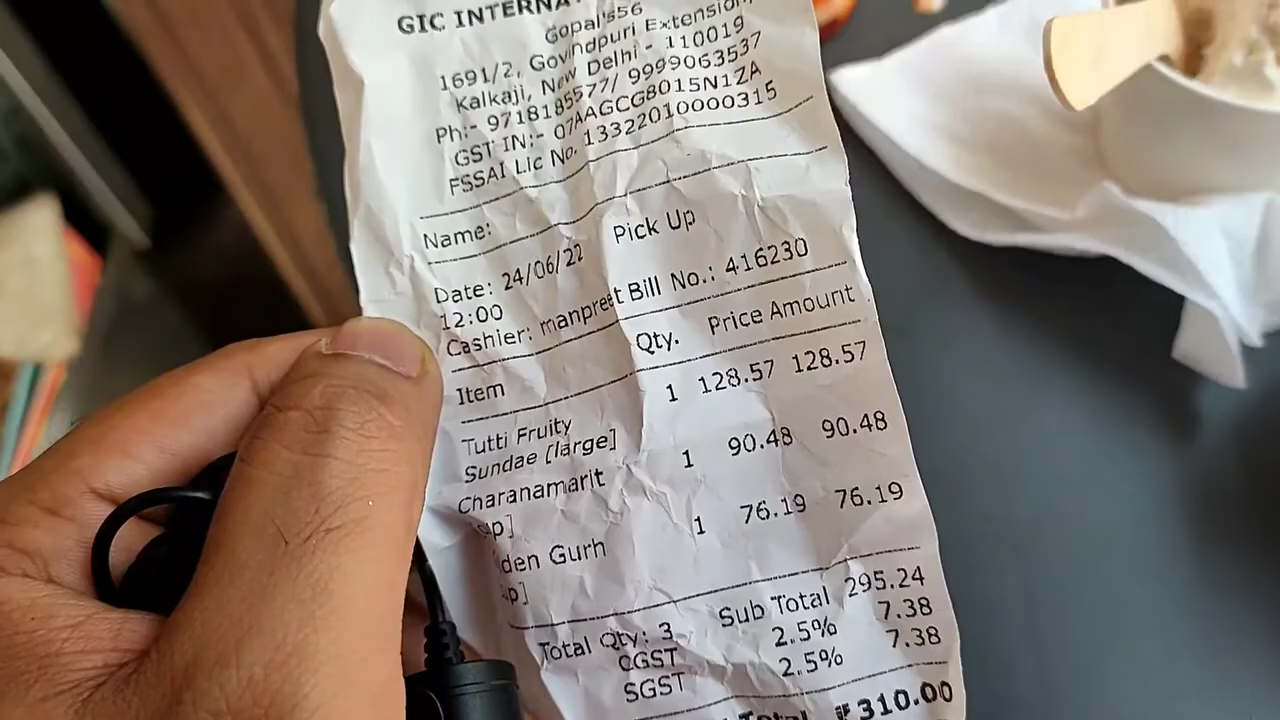 GIC INTERNA
Gopal's56
1691/2, Govindpuri Extension,
Kalkaji, New Delhi - 110019
Ph:- 9718185577/ 9999063537
GST IN:- 07AAGCG8015N1ZA
FSSAI Lic No. 13322010000315
Name:
Date: 24/06/22 Pick Up
12:00
Cashier: manpreet Bill No.: 416230
Item Qty. Price Amount
Tutti Fruity 1 128.57 128.57
Sundae [large]
Charanamarit 1 90.48 90.48
up]
den Gurh 1 76.19 76.19
p]
Total Qty: 3 Sub Total 295.24
CGST 2.5% 7.38
SGST 2.5% 7.38
Total ₹310.00